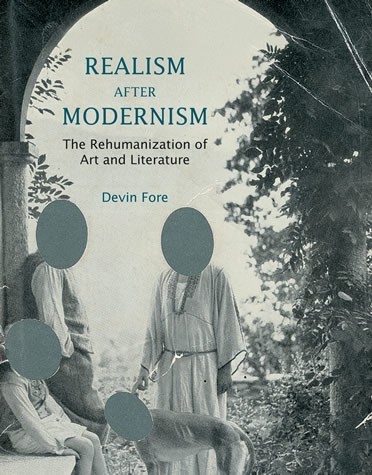 REALISM
AFTER
MODERNISM
The Rehumanization of
Art and Literature
Devin Fore